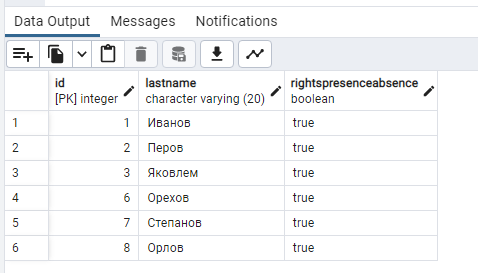 Data Output Messages Notifications
id lastname rightspresenceabsence
[PK] integer character varying (20) boolean
1 1 Иванов true
2 2 Перов true
3 3 Яковлем true
4 6 Орехов true
5 7 Степанов true
6 8 Орлов true